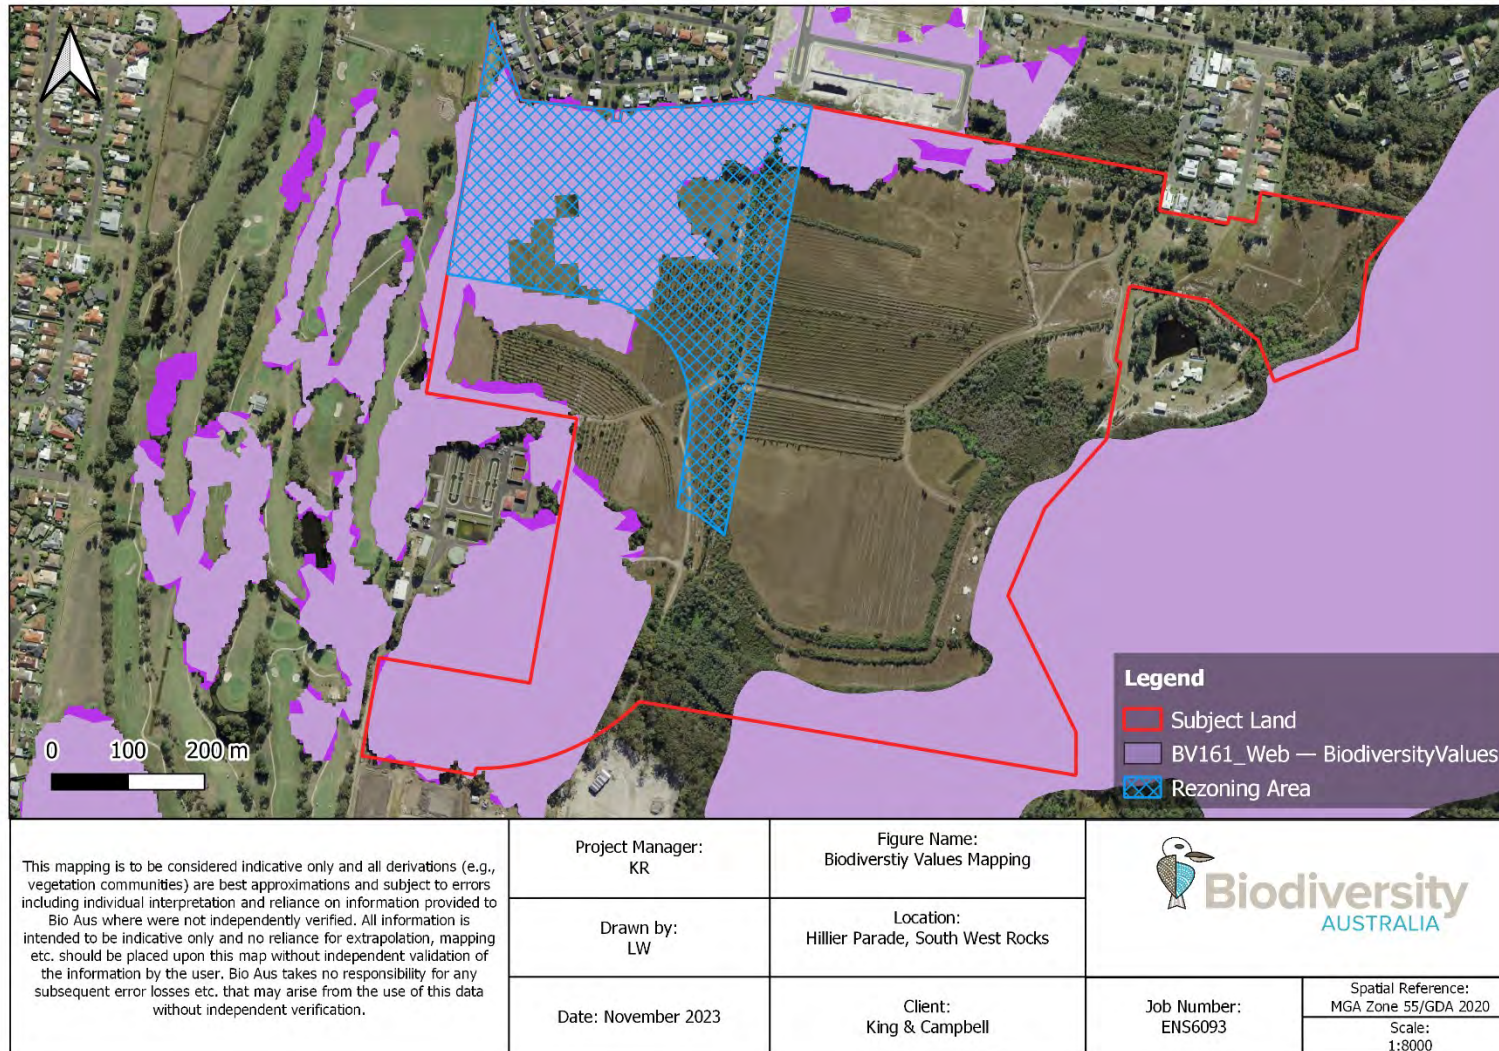 0 100 200 m
Legend
Subject Land
BV161_Web — BiodiversityValues
Rezoning Area
This mapping is to be considered indicative only and all derivations (e.g.,
vegetation communities) are best approximations and subject to errors
including individual interpretation and reliance on information provided to
Bio Aus where were not independently verified. All information is
intended to be indicative only and no reliance for extrapolation, mapping
etc. should be placed upon this map without independent validation of
the information by the user. Bio Aus takes no responsibility for any
subsequent error losses etc. that may arise from the use of this data
without independent verification.
Project Manager:
KR
Drawn by:
LW
Date: November 2023
Figure Name:
Biodiverstiy Values Mapping
Location:
Hillier Parade, South West Rocks
Client:
King & Campbell
Biodiversity
AUSTRALIA
Job Number:
ENS6093
Spatial Reference:
MGA Zone 55/GDA 2020
Scale:
1:8000